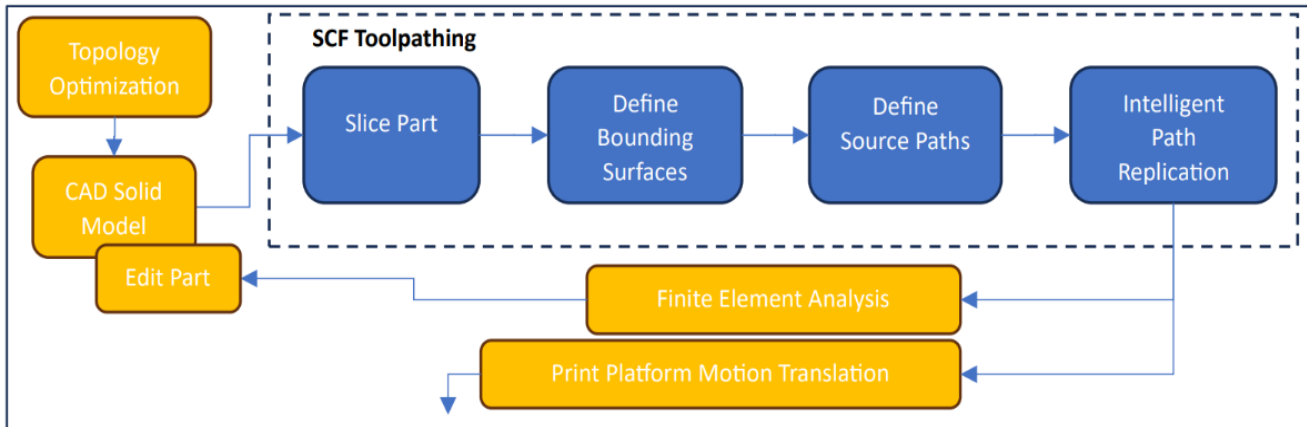 SCF Toolpathing
Topology
Optimization
Slice Part
Define
Bounding
Surfaces
Define
Source Paths
Intelligent
Path
Replication
CAD Solid
Model
Edit Part
Finite Element Analysis
Print Platform Motion Translation